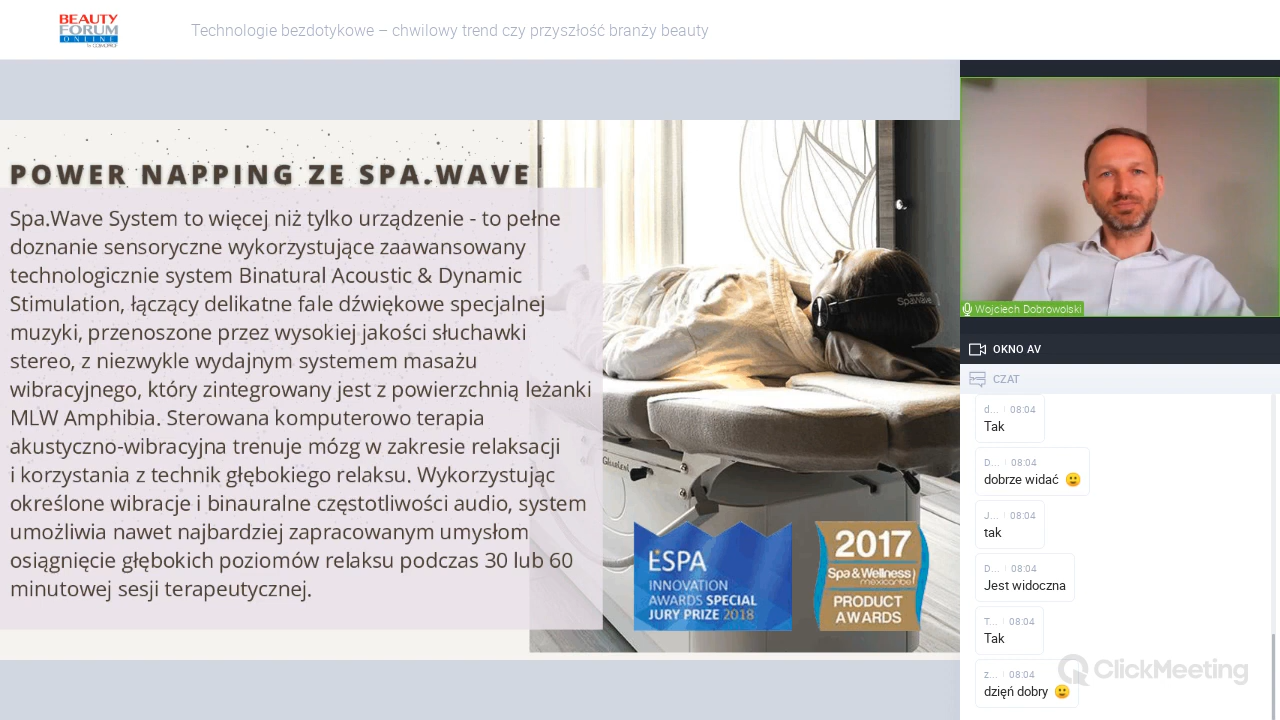 BEAUTY
FORUM
ONLINE
by COSMOPROF
Technologie bezdotykowe – chwilowy trend czy przyszłość branży beauty
POWER NAPPING ZE SPA.WAVE
Spa.Wave System to więcej niż tylko urządzenie - to pełne
doznanie sensoryczne wykorzystujące zaawansowany
technologicznie system Binatural Acoustic & Dynamic
Stimulation, łączący delikatne fale dźwiękowe specjalnej
muzyki, przenoszone przez wysokiej jakości słuchawki
stereo, z niezwykle wydajnym systemem masażu
wibracyjnego, który zintegrowany jest z powierzchnią leżanki
MLW Amphibia. Sterowana komputerowo terapia
akustyczno-wibracyjna trenuje mózg w zakresie relaksacji
i korzystania z technik głębokiego relaksu. Wykorzystując
określone wibracje i binauralne częstotliwości audio, system
umożliwia nawet najbardziej zapracowanym umysłom
osiągnięcie głębokich poziomów relaksu podczas 30 lub 60
minutowej sesji terapeutycznej.
SpaWave
Gharieni
ESPA
INNOVATION
AWARDS SPECIAL
JURY PRIZE 2018
2017
Spa&Wellness
mexicaribe
PRODUCT
AWARDS
Wojciech Dobrowolski
OKNO AV
CZAT
d... 08:04
Tak
D... 08:04
dobrze widać 🙂
J... 08:04
tak
D... 08:04
Jest widoczna
T... 08:04
Tak
z... 08:04
dzięń dobry 🙂
ClickMeeting